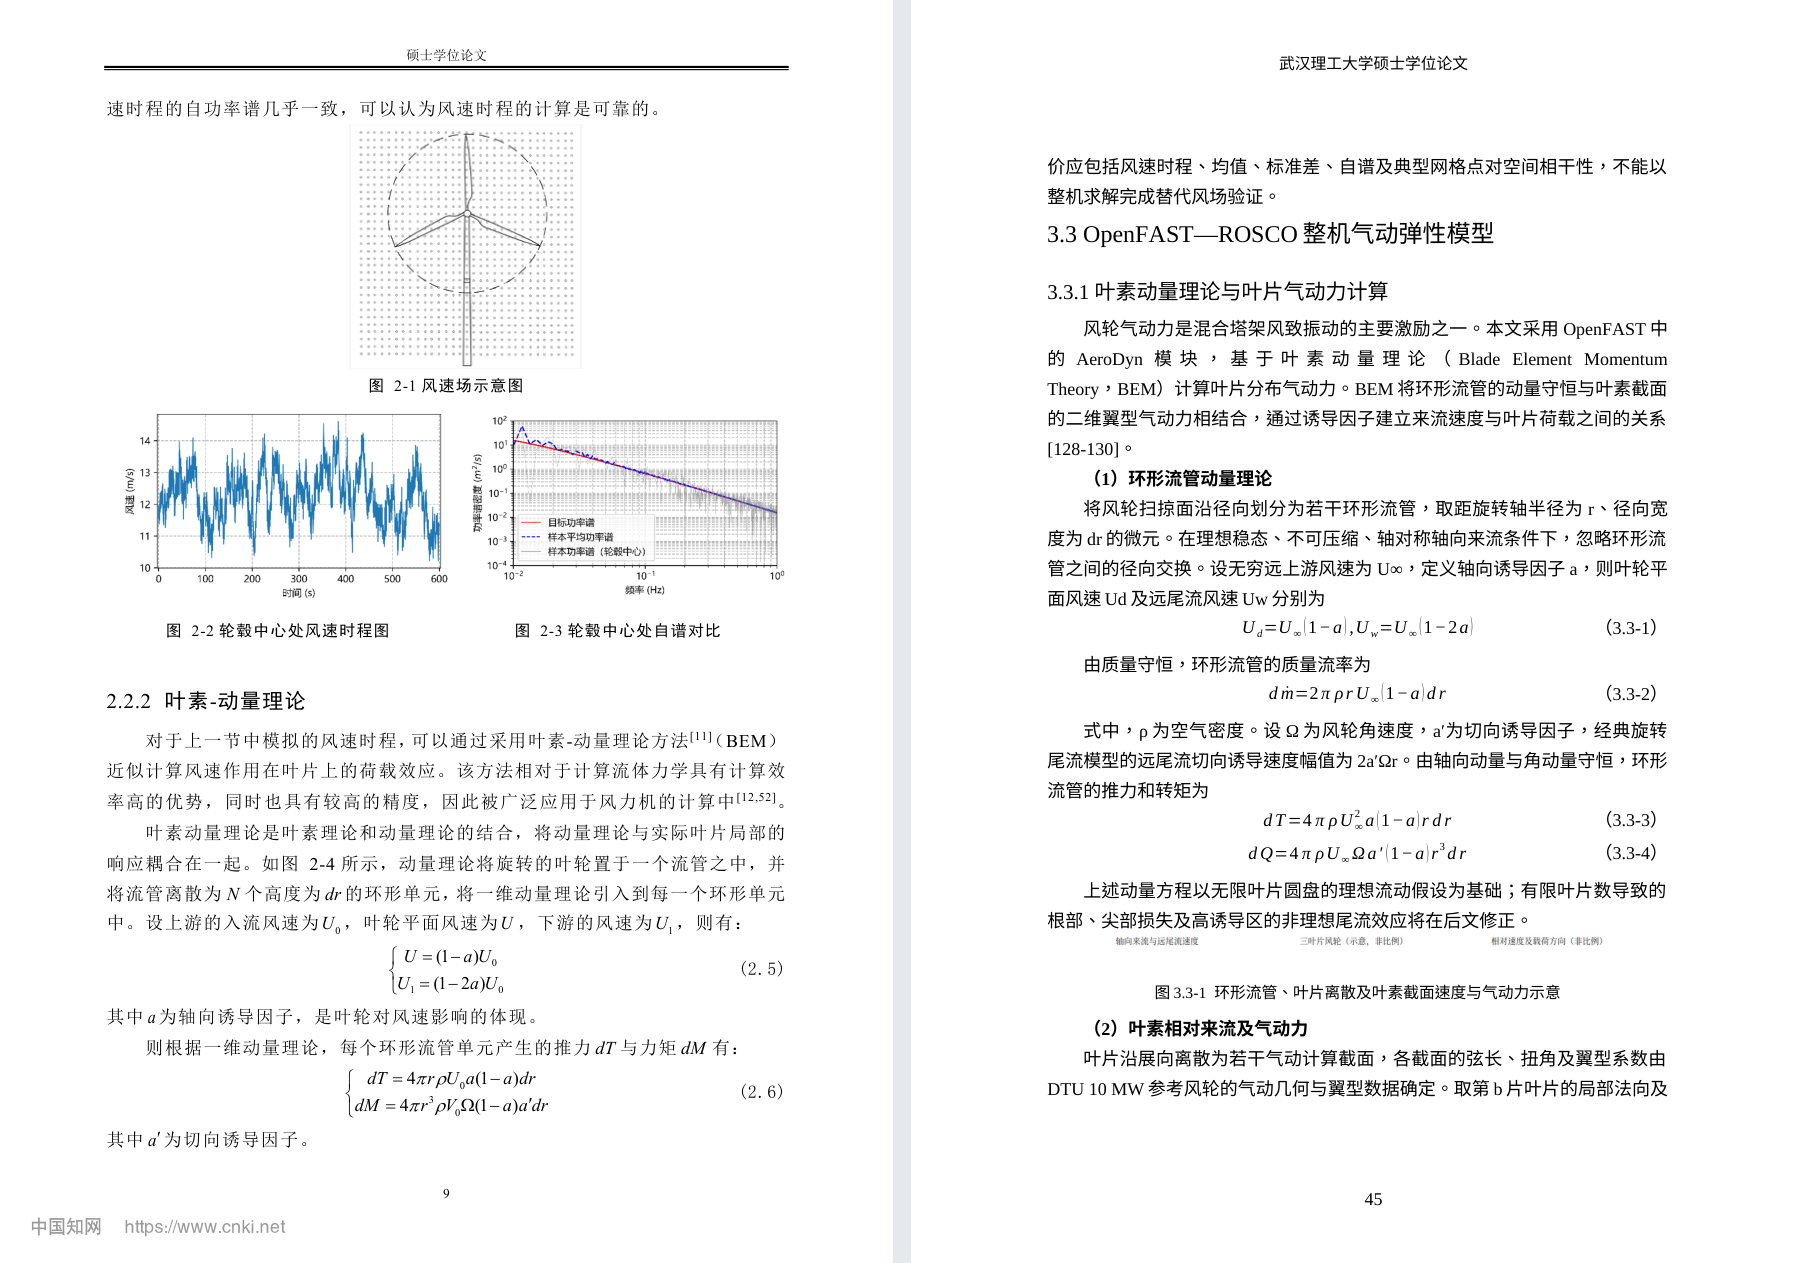 硕士学位论文
速时程的自功率谱几乎一致，可以认为风速时程的计算是可靠的。
图 2-1 风速场示意图
14
13
12
11
10
0 100 200 300 400 500 600
风速 (m/s)
时间 (s)
10² 10¹ 10⁰ 10⁻¹ 10⁻² 10⁻³ 10⁻⁴
功率谱密度 (m²/s)
目标功率谱
样本平均功率谱
样本功率谱（轮毂中心）
10⁻² 10⁻¹ 10⁰
频率 (Hz)
图 2-2 轮毂中心处风速时程图
图 2-3 轮毂中心处自谱对比
2.2.2 叶素-动量理论
对于上一节中模拟的风速时程，可以通过采用叶素-动量理论方法[11]（BEM）
近似计算风速作用在叶片上的荷载效应。该方法相对于计算流体力学具有计算效
率高的优势，同时也具有较高的精度，因此被广泛应用于风力机的计算中[12,52]。
叶素动量理论是叶素理论和动量理论的结合，将动量理论与实际叶片局部的
响应耦合在一起。如图 2-4 所示，动量理论将旋转的叶轮置于一个流管之中，并
将流管离散为 N 个高度为 dr 的环形单元，将一维动量理论引入到每一个环形单元
中。设上游的入流风速为U₀，叶轮平面风速为U，下游的风速为U₁，则有：
U = (1−a)U₀
U₁ = (1−2a)U₀
(2.5)
其中 a 为轴向诱导因子，是叶轮对风速影响的体现。
则根据一维动量理论，每个环形流管单元产生的推力 dT 与力矩 dM 有：
dT = 4πrρU₀a(1−a)dr
dM = 4πr³ρV₀Ω(1−a)a′dr
(2.6)
其中 a′ 为切向诱导因子。
9
中国知网 https://www.cnki.net
武汉理工大学硕士学位论文
价应包括风速时程、均值、标准差、自谱及典型网格点对空间相干性，不能以
整机求解完成替代风场验证。
3.3 OpenFAST—ROSCO 整机气动弹性模型
3.3.1 叶素动量理论与叶片气动力计算
风轮气动力是混合塔架风致振动的主要激励之一。本文采用 OpenFAST 中
的 AeroDyn 模块，基于叶素动量理论（Blade Element Momentum
Theory，BEM）计算叶片分布气动力。BEM 将环形流管的动量守恒与叶素截面
的二维翼型气动力相结合，通过诱导因子建立来流速度与叶片荷载之间的关系
[128-130]。
（1）环形流管动量理论
将风轮扫掠面沿径向划分为若干环形流管，取距旋转轴半径为 r、径向宽
度为 dr 的微元。在理想稳态、不可压缩、轴对称轴向来流条件下，忽略环形流
管之间的径向交换。设无穷远上游风速为 U∞，定义轴向诱导因子 a，则叶轮平
面风速 Ud 及远尾流风速 Uw 分别为
U_d=U_∞(1−a),U_w=U_∞(1−2a) （3.3-1）
由质量守恒，环形流管的质量流率为
dṁ=2πρrU_∞(1−a)dr （3.3-2）
式中，ρ 为空气密度。设 Ω 为风轮角速度，a′为切向诱导因子，经典旋转
尾流模型的远尾流切向诱导速度幅值为 2a′Ωr。由轴向动量与角动量守恒，环形
流管的推力和转矩为
dT=4πρU_∞²a(1−a)rdr （3.3-3）
dQ=4πρU_∞Ωa′(1−a)r³dr （3.3-4）
上述动量方程以无限叶片圆盘的理想流动假设为基础；有限叶片数导致的
根部、尖部损失及高诱导区的非理想尾流效应将在后文修正。
轴向来流与远尾流速度 三叶片风轮（示意，非比例） 相对速度及载荷方向（非比例）
图 3.3-1 环形流管、叶片离散及叶素截面速度与气动力示意
（2）叶素相对来流及气动力
叶片沿展向离散为若干气动计算截面，各截面的弦长、扭角及翼型系数由
DTU 10 MW 参考风轮的气动几何与翼型数据确定。取第 b 片叶片的局部法向及
45